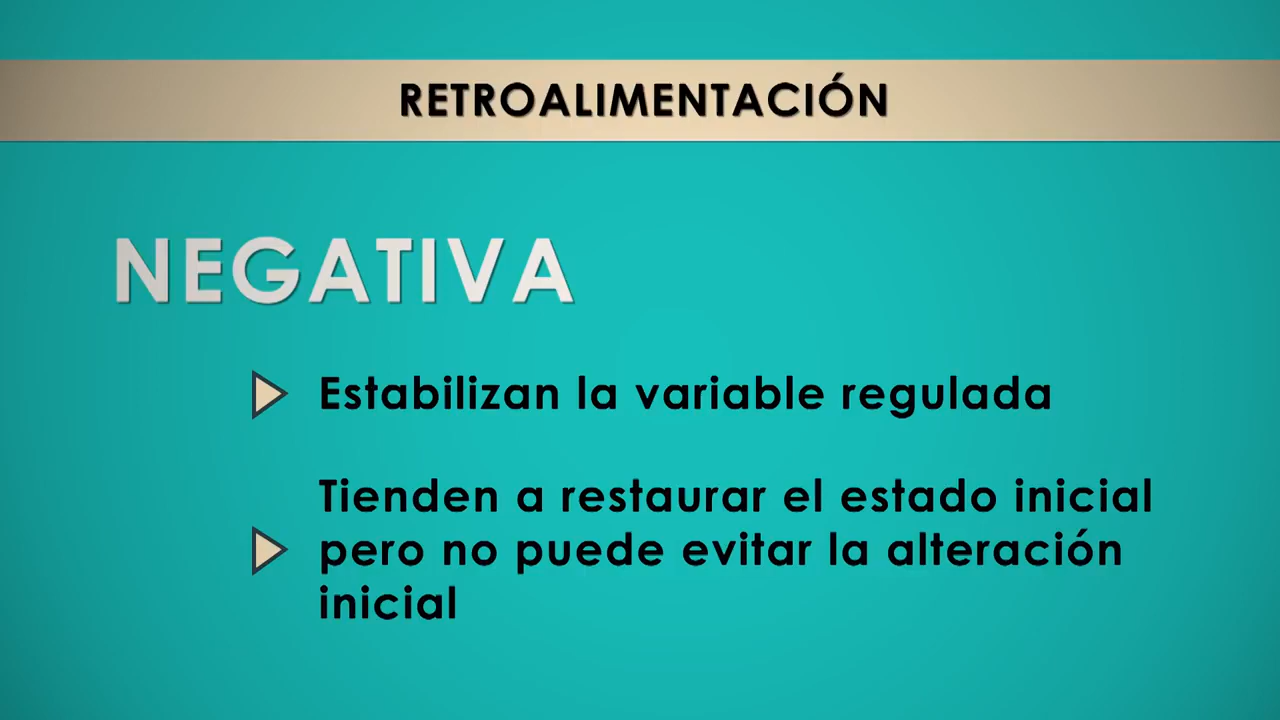 RETROALIMENTACIÓN
NEGATIVA
Estabilizan la variable regulada
Tienden a restaurar el estado inicial
pero no puede evitar la alteración
inicial